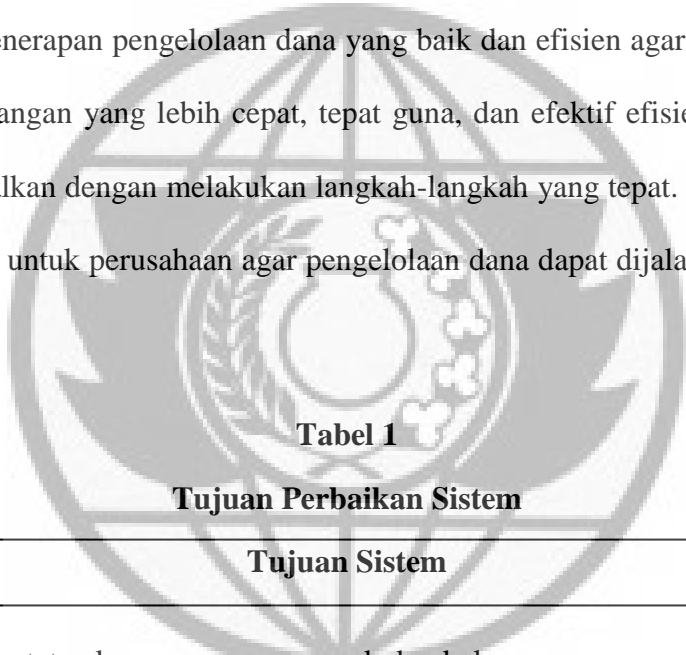 enerapan pengelolaan dana yang baik dan efisien agar
angan yang lebih cepat, tepat guna, dan efektif efisie
alkan dengan melakukan langkah-langkah yang tepat.
untuk perusahaan agar pengelolaan dana dapat dijala
Tabel 1
Tujuan Perbaikan Sistem
Tujuan Sistem